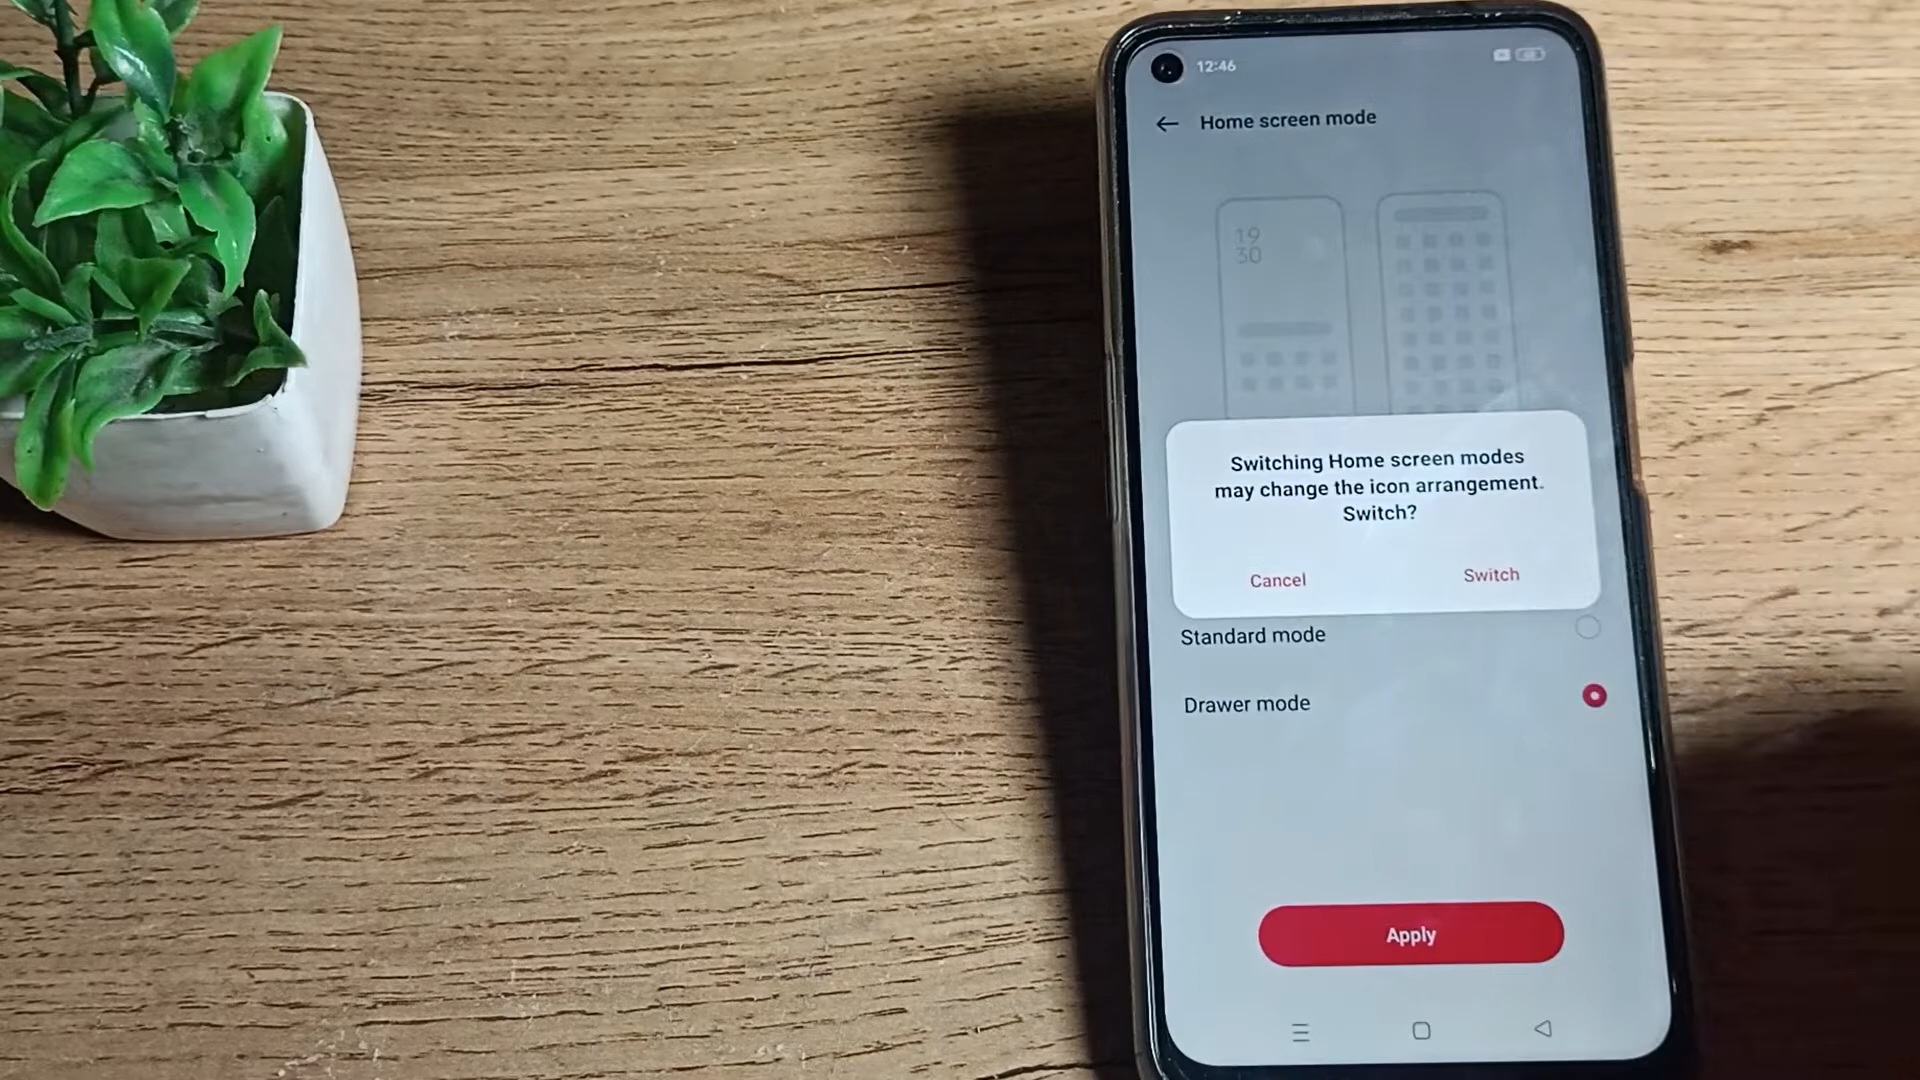 12:46
Home screen mode
19
30
Switching Home screen modes
may change the icon arrangement.
Switch?
Cancel
Switch
Standard mode
Drawer mode
Apply